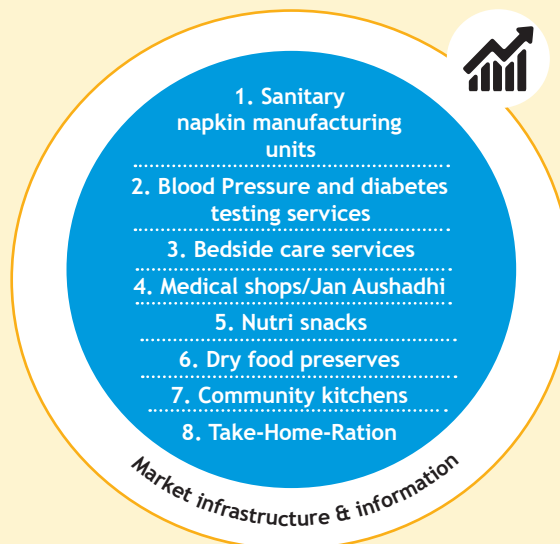 1. Sanitary
napkin manufacturing
units
2. Blood Pressure and diabetes
testing services
3. Bedside care services
4. Medical shops/Jan Aushadhi
5. Nutri snacks
6. Dry food preserves
7. Community kitchens
8. Take-Home-Ration
Market infrastructure & information